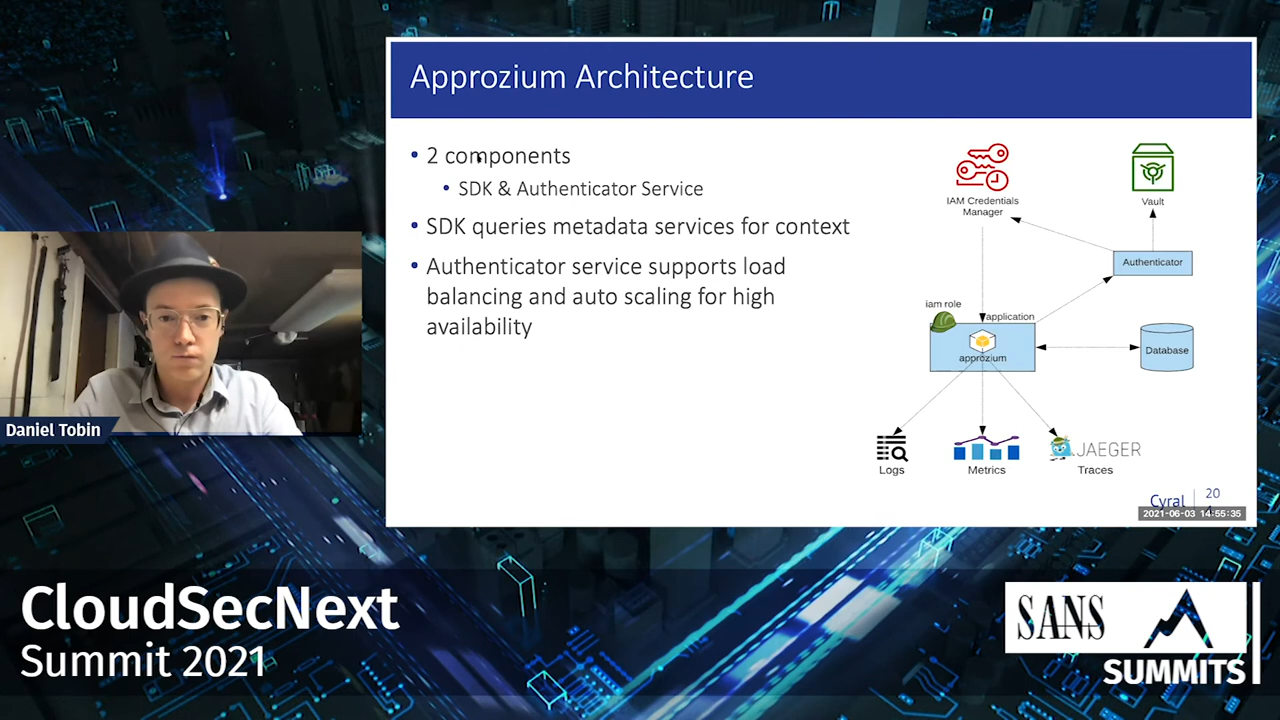 Approzium Architecture
• 2 components
• SDK & Authenticator Service
• SDK queries metadata services for context
• Authenticator service supports load
balancing and auto scaling for high
availability
IAM Credentials
Manager
Vault
Authenticator
iam role
application
approzium
Database
Logs
Metrics
JAEGER
Traces
Cyral
20
2021-06-03 14:55:35
Daniel Tobin
CloudSecNext
Summit 2021
SANS
SUMMITS